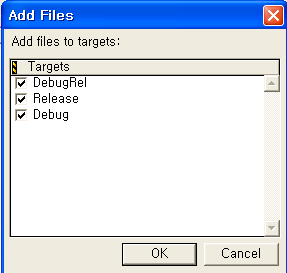 Add Files
Add files to targets:
Targets
DebugRel
Release
Debug
OK
Cancel